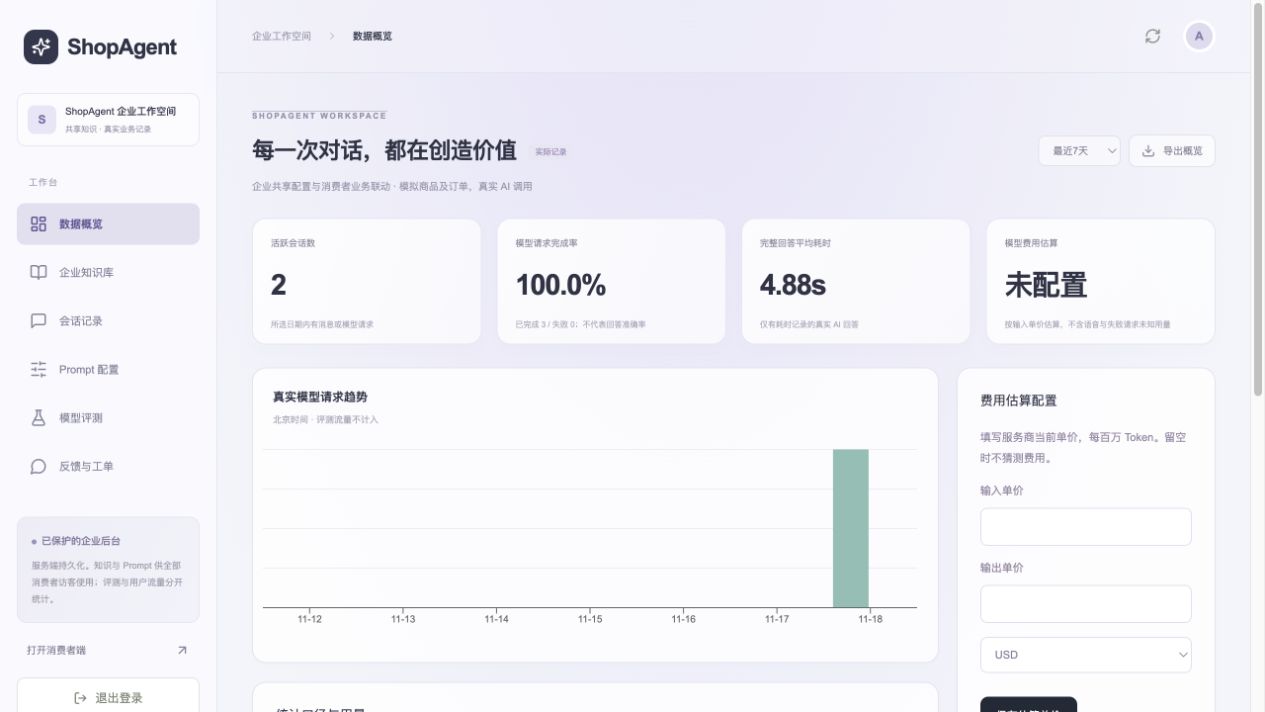 ShopAgent
S
ShopAgent 企业工作空间
共享知识 · 真实业务记录
工作台
数据概览
企业知识库
会话记录
Prompt 配置
模型评测
反馈与工单
已保护的企业后台
服务端持久化。知识与 Prompt 供全部
消费者访客使用；评测与用户流量分开
统计。
打开消费者端
退出登录
企业工作空间 > 数据概览
A
SHOPAGENT WORKSPACE
每一次对话，都在创造价值 实际记录
企业共享配置与消费者业务联动 · 模拟商品及订单，真实 AI 调用
最近7天
导出概览
活跃会话数
2
所选日期内有消息或模型请求
模型请求完成率
100.0%
已完成 3 / 失败 0；不代表回答准确率
完整回答平均耗时
4.88s
仅有耗时记录的真实 AI 回答
模型费用估算
未配置
按输入单价估算，不含语音与失败请求未知用量
真实模型请求趋势
北京时间 · 评测流量不计入
11-12 11-13 11-14 11-15 11-16 11-17 11-18
费用估算配置
填写服务商当前单价，每百万 Token。留空
时不猜测费用。
输入单价
输出单价
USD